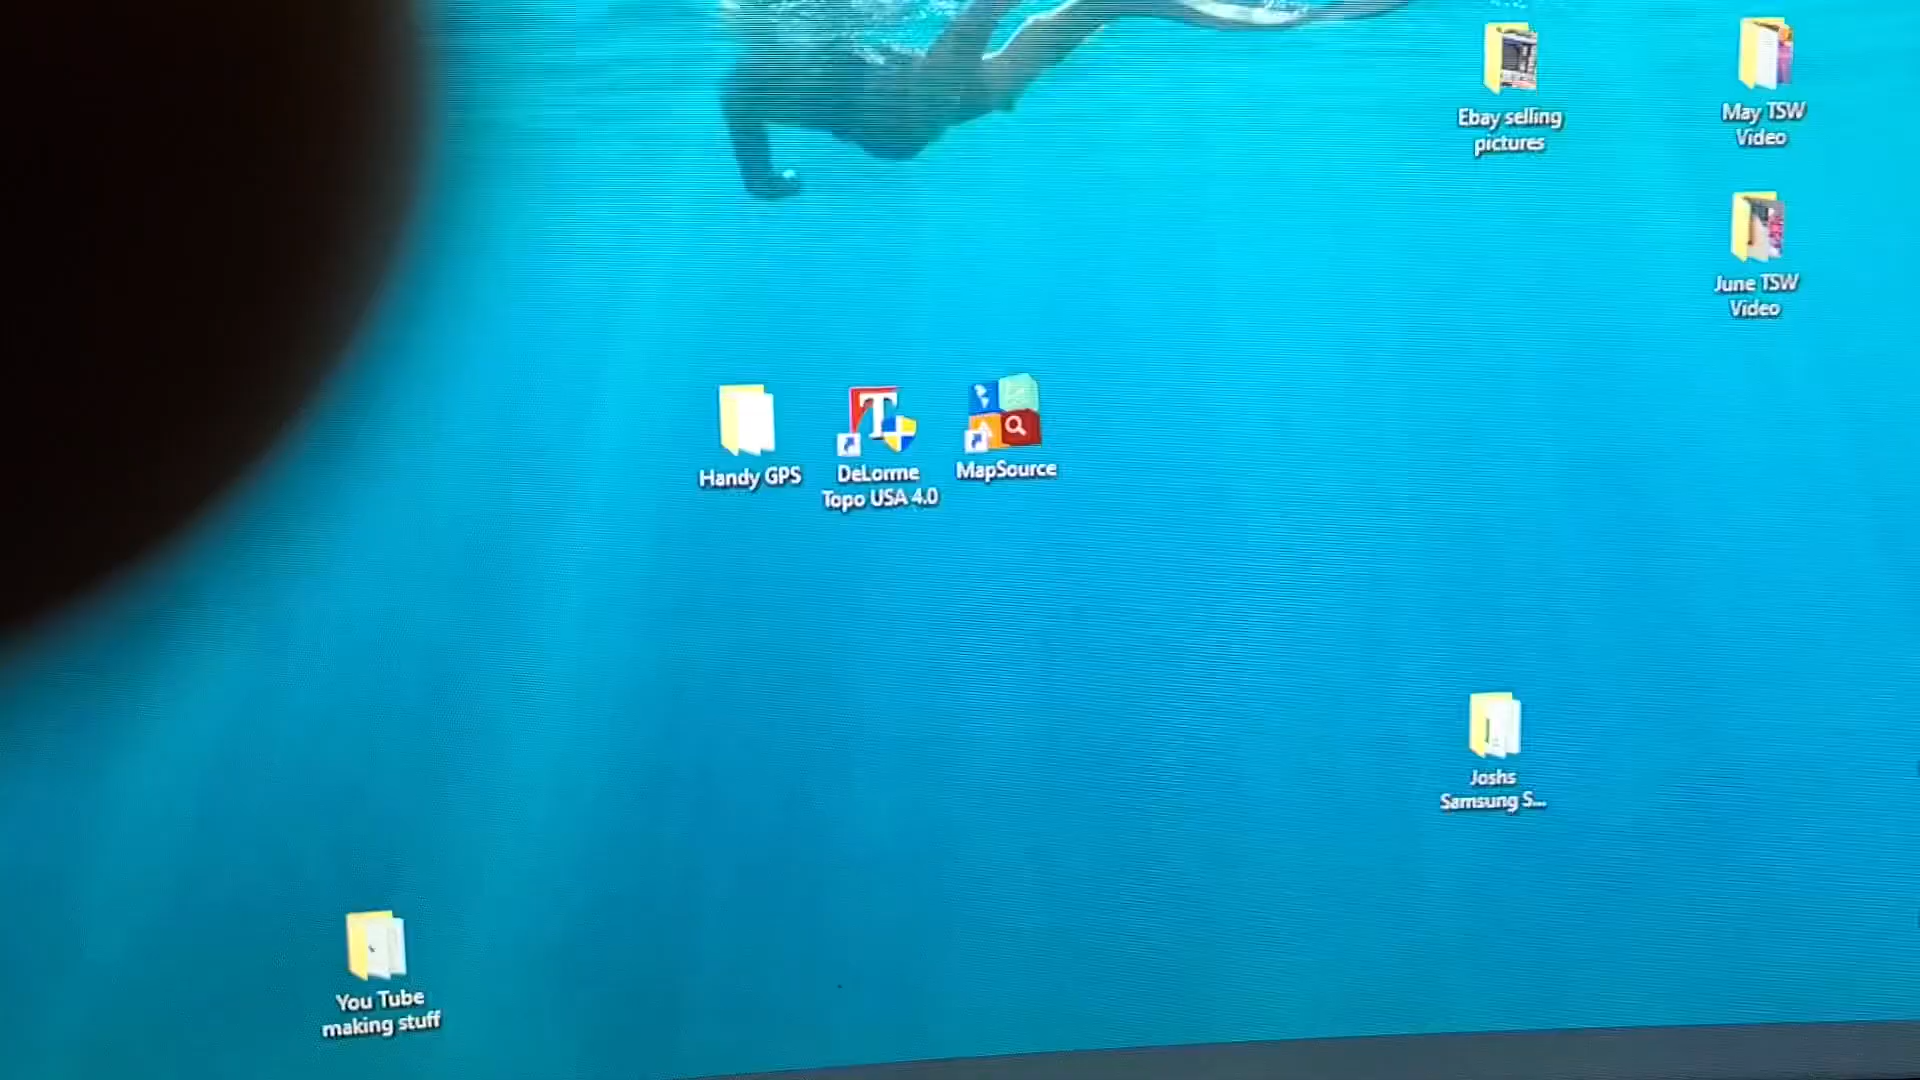 Ebay selling
pictures
May TSW
Video
June TSW
Video
Handy GPS
DeLorme
Topo USA 4.0
MapSource
Joshs
Samsung S...
You Tube
making stuff